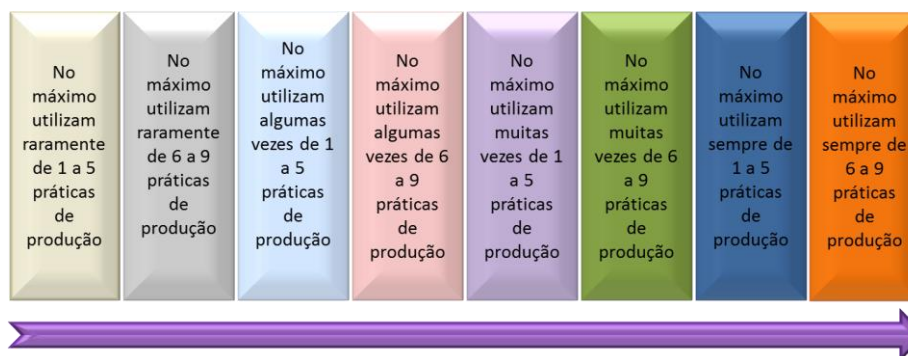 No
máximo
utilizam
raramente
de 1 a 5
práticas
de
produção
No
máximo
utilizam
raramente
de 6 a 9
práticas
de
produção
No
máximo
utilizam
algumas
vezes de 1
a 5
práticas
de
produção
No
máximo
utilizam
algumas
vezes de 6
a 9
práticas
de
produção
No
máximo
utilizam
muitas
vezes de 1
a 5
práticas de
produção
No
máximo
utilizam
muitas
vezes de 6
a 9
práticas
de
produção
No
máximo
utilizam
sempre de
1 a 5
práticas
de
produção
No
máximo
utilizam
sempre de
6 a 9
práticas
de
produção